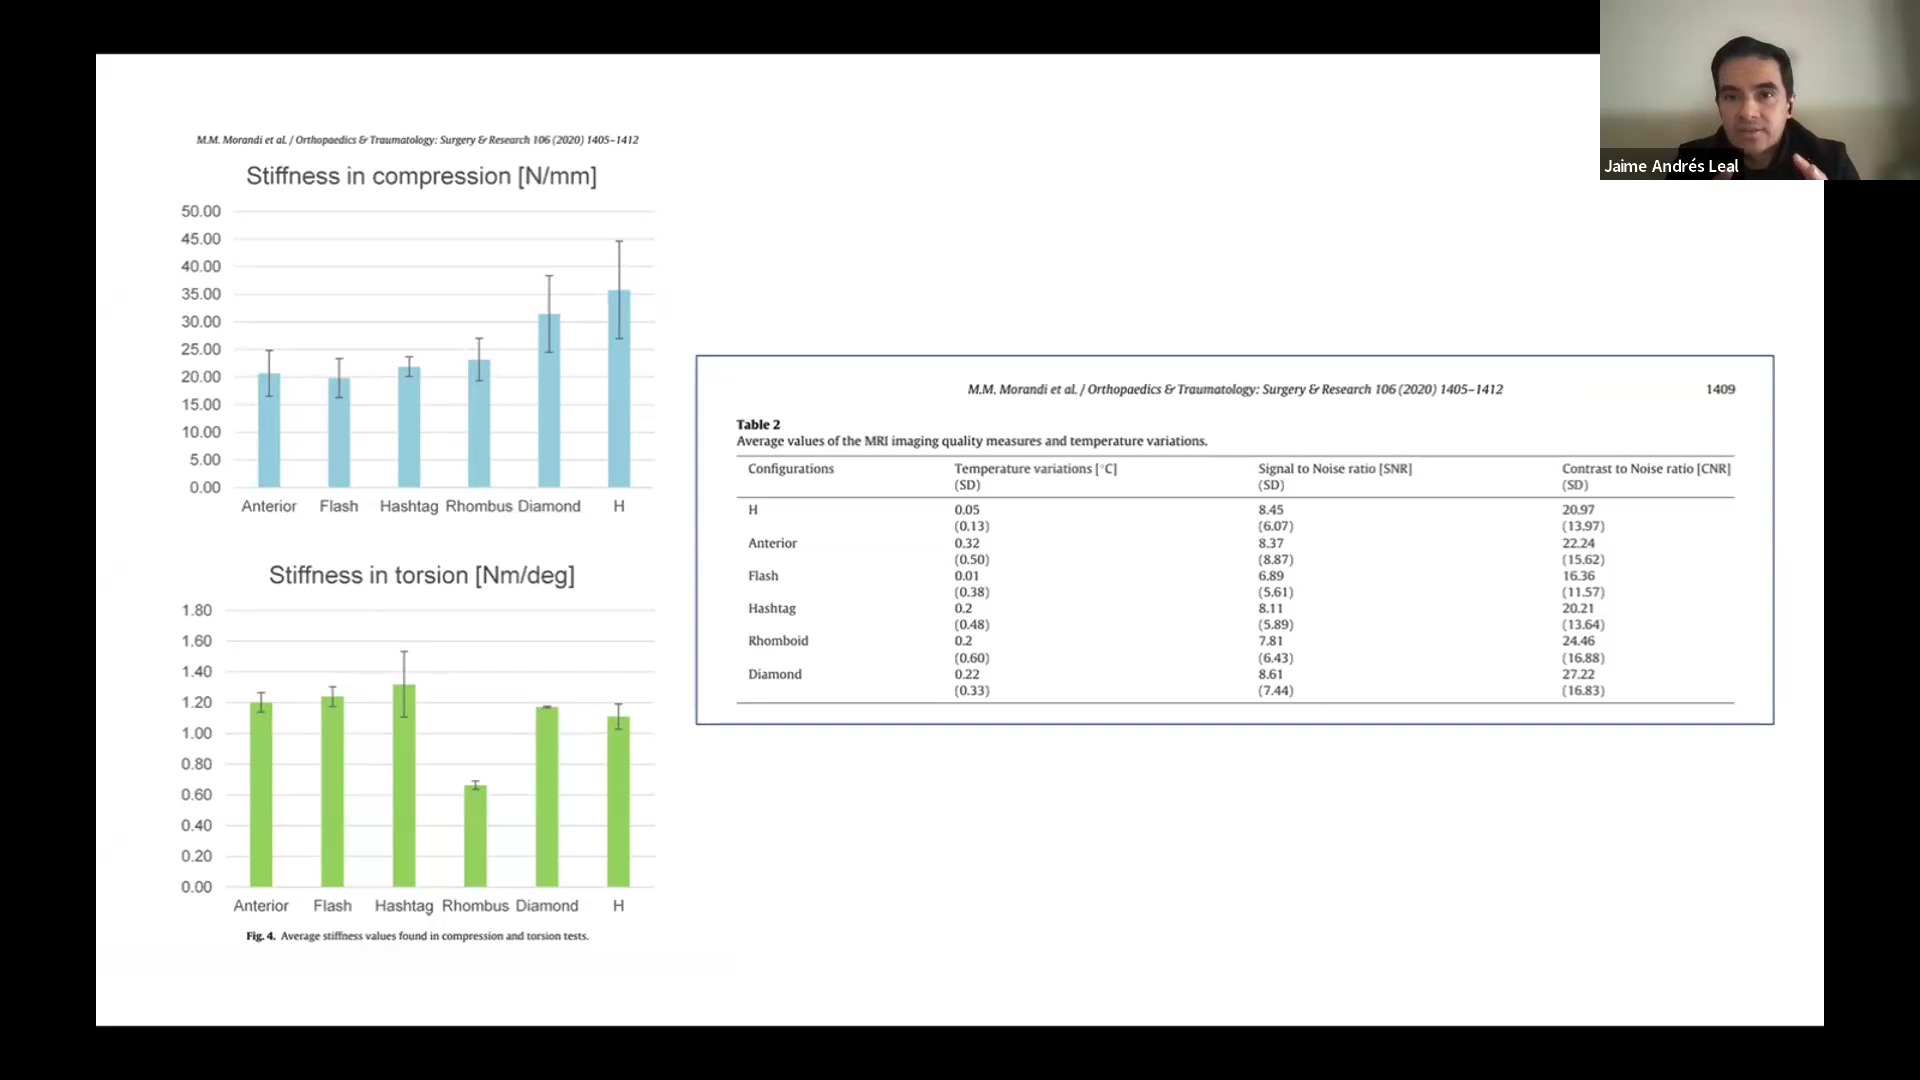 Jaime Andrés Leal
M.M. Morandi et al. / Orthopaedics & Traumatology: Surgery & Research 106 (2020) 1405–1412
Stiffness in compression [N/mm]
50.00
45.00
40.00
35.00
30.00
25.00
20.00
15.00
10.00
5.00
0.00
Anterior Flash Hashtag Rhombus Diamond H
Stiffness in torsion [Nm/deg]
1.80
1.60
1.40
1.20
1.00
0.80
0.60
0.40
0.20
0.00
Anterior Flash Hashtag Rhombus Diamond H
Fig. 4. Average stiffness values found in compression and torsion tests.
M.M. Morandi et al. / Orthopaedics & Traumatology: Surgery & Research 106 (2020) 1405–1412 1409
Table 2
Average values of the MRI imaging quality measures and temperature variations.
Configurations Temperature variations [°C] Signal to Noise ratio [SNR] Contrast to Noise ratio [CNR]
(SD) (SD) (SD)
H 0.05 8.45 20.97
(0.13) (6.07) (13.97)
Anterior 0.32 8.37 22.24
(0.50) (8.87) (15.62)
Flash 0.01 6.89 16.36
(0.38) (5.61) (11.57)
Hashtag 0.2 8.11 20.21
(0.48) (5.89) (13.64)
Rhomboid 0.2 7.81 24.46
(0.60) (6.43) (16.88)
Diamond 0.22 8.61 27.22
(0.33) (7.44) (16.83)